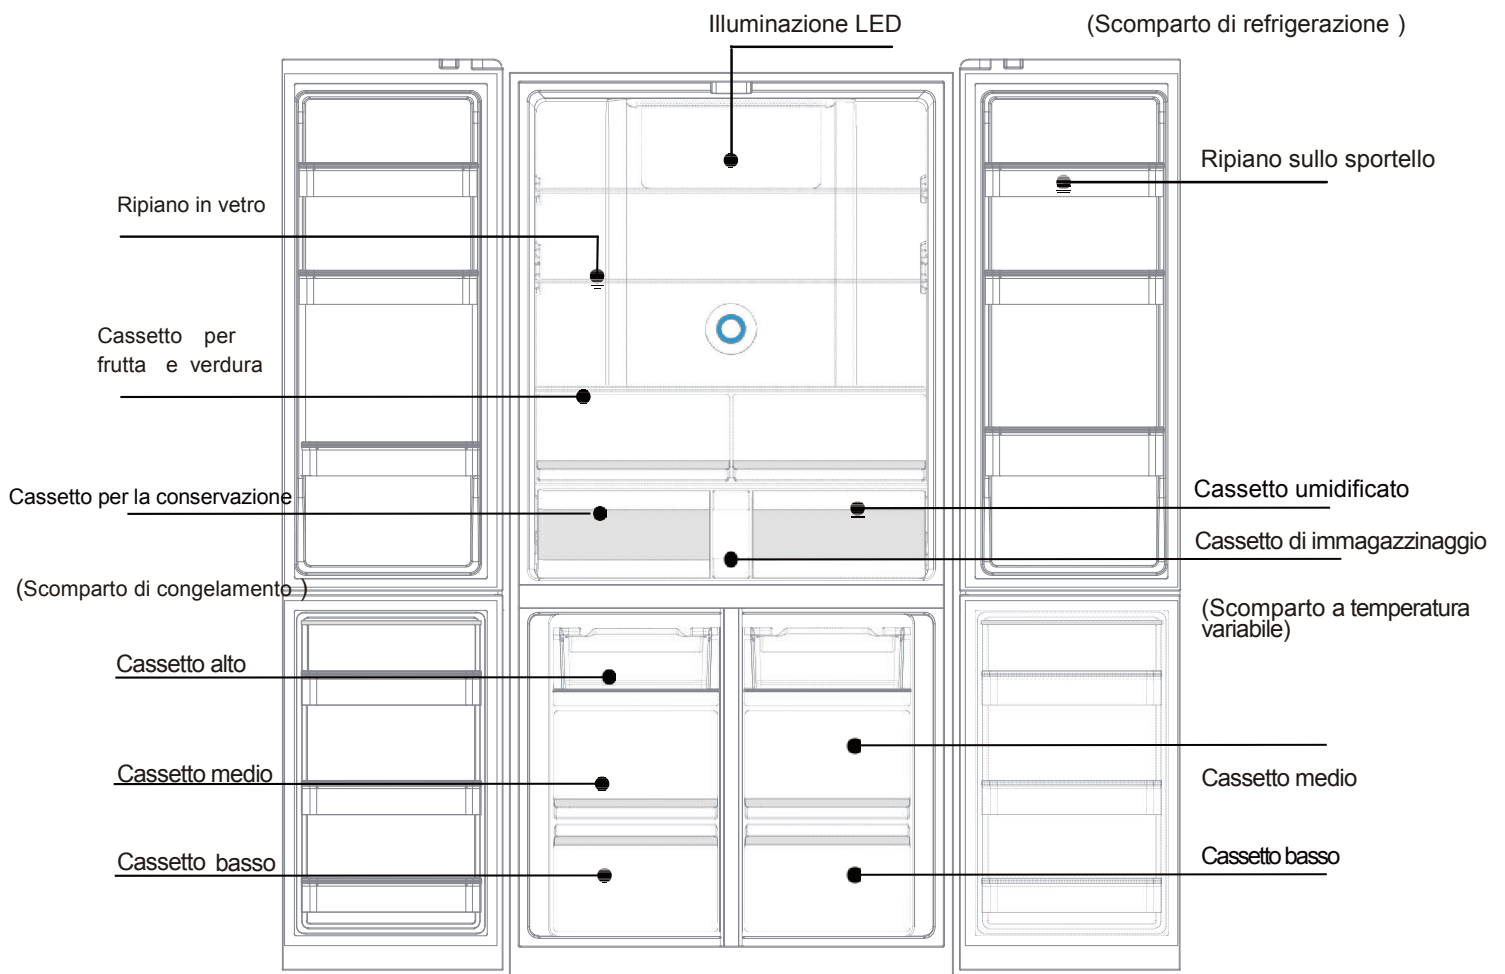 Illuminazione LED
(Scomparto di refrigerazione )
Ripiano sullo sportello
Ripiano in vetro
Cassetto per
frutta e verdura
Cassetto per la conservazione
Cassetto umidificato
Cassetto di immagazzinaggio
(Scomparto di congelamento )
(Scomparto a temperatura
variabile)
Cassetto alto
Cassetto medio
Cassetto medio
Cassetto basso
Cassetto basso